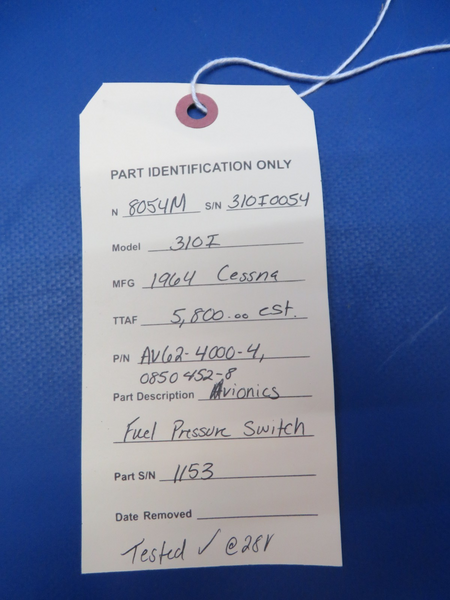 PART IDENTIFICATION ONLY
N 8054M S/N 310I0054
Model 310I
MFG 1964 Cessna
TTAF 5,800.00 est.
P/N AV62-4000-4,
0850452-8
Part Description Avionics
Fuel Pressure Switch
Part S/N 1153
Date Removed
Tested ✓ @28V